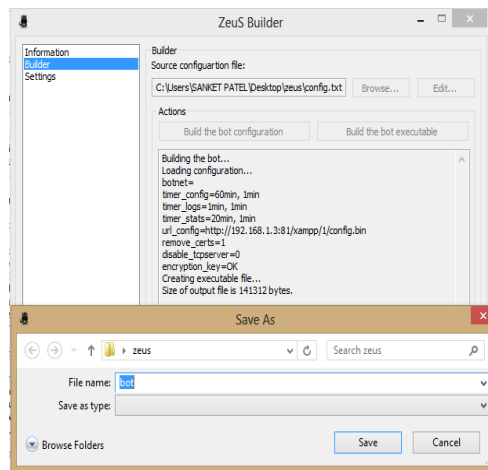 ZeuS Builder
Information
Builder
Settings
Builder
Source configuartion file:
C:\Users\SANKET PATEL\Desktop\zeus\config.txt
Browse...
Edit...
Actions
Build the bot configuration
Build the bot executable
Building the bot...
Loading configuration...
botnet=
timer_config=60min, 1min
timer_logs=1min, 1min
timer_stats=20min, 1min
url_config=http://192.168.1.3:81/xampp/1/config.bin
remove_certs=1
disable_tcpserver=0
encryption_key=OK
Creating executable file...
Size of output file is 141312 bytes.
Save As
zeus
Search zeus
File name: bot
Save as type:
Browse Folders
Save
Cancel